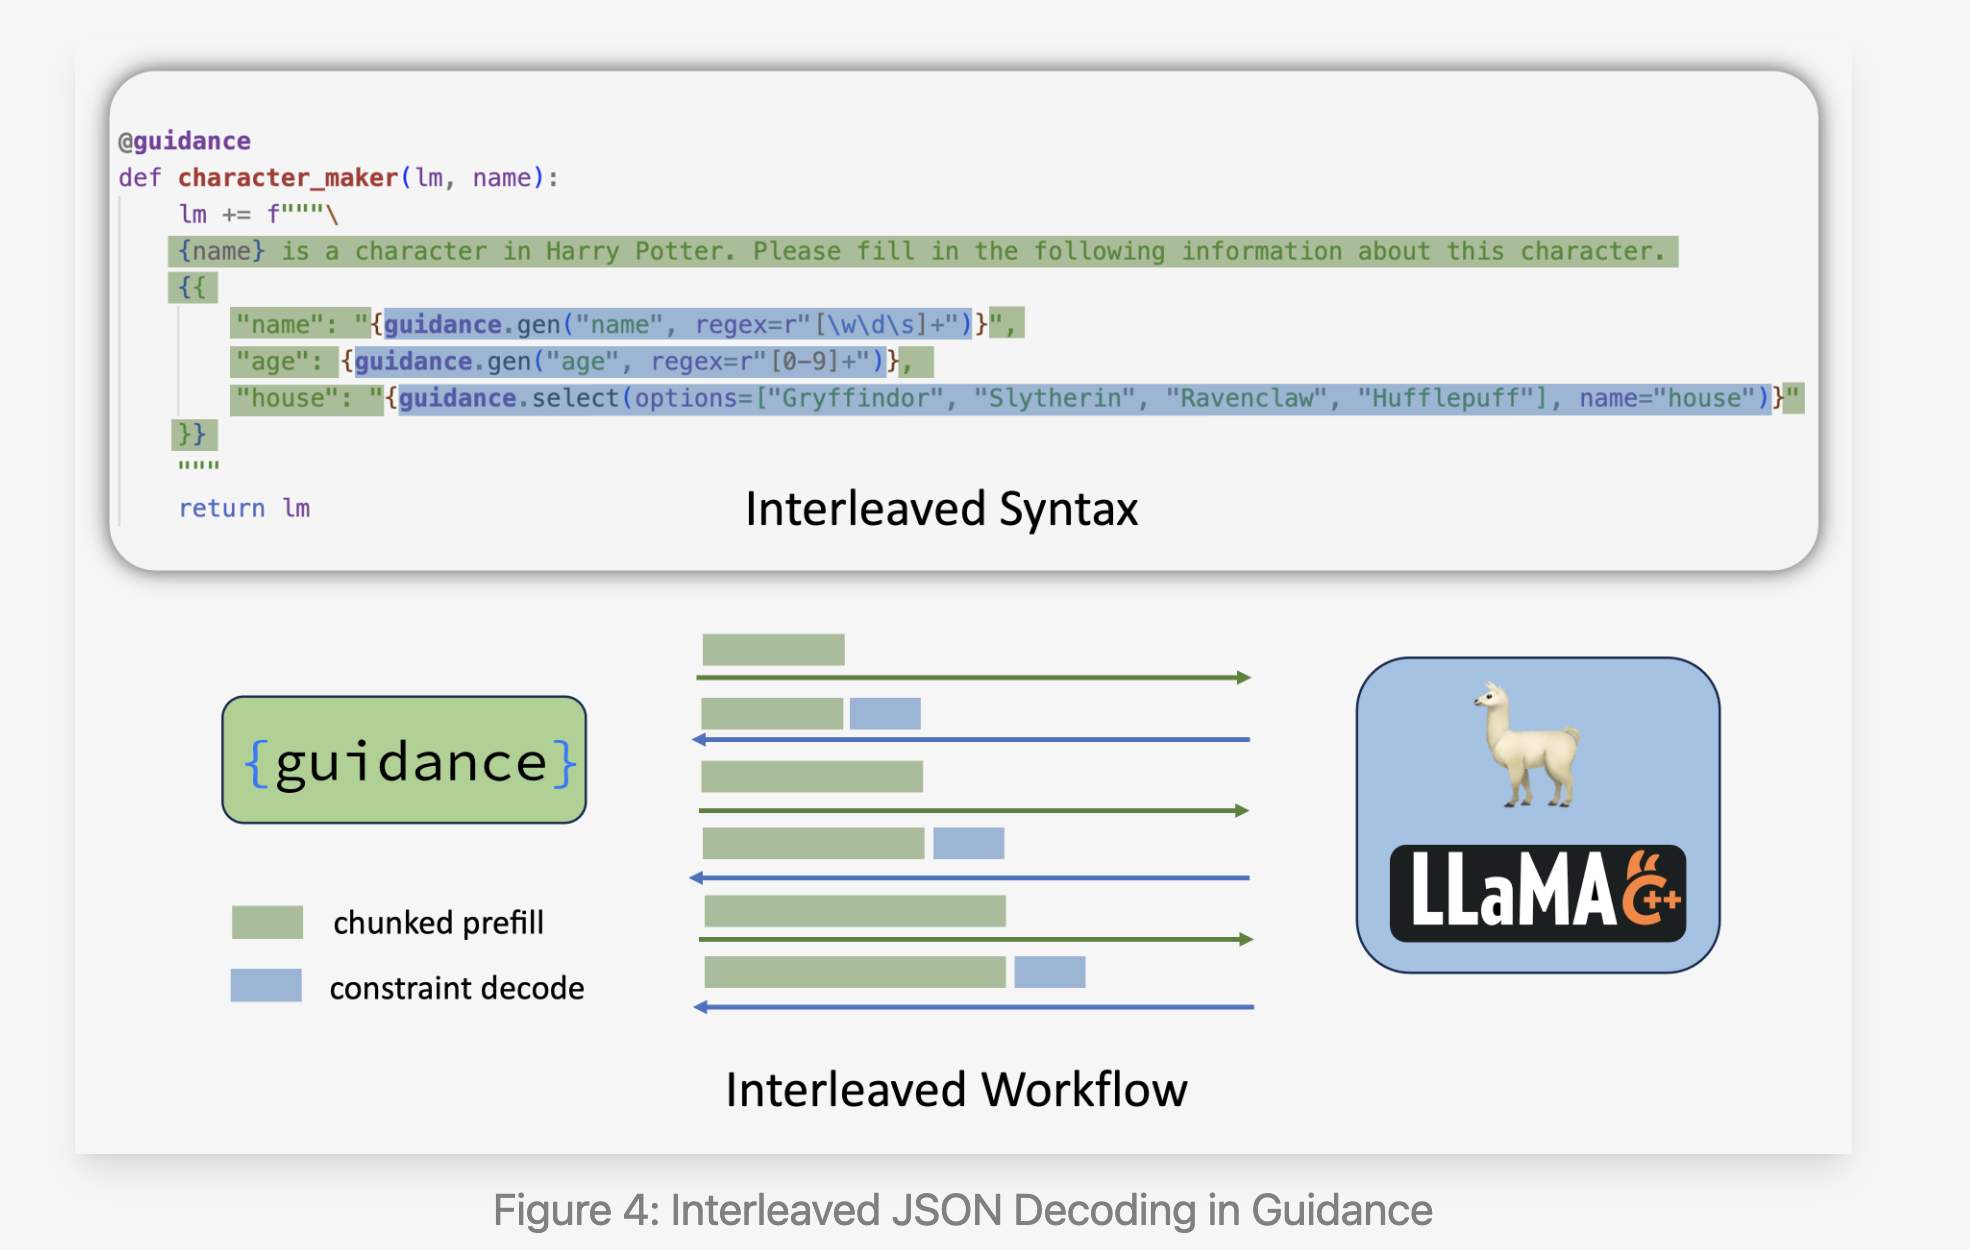 @guidance
def character_maker(lm, name):
lm += f"""\
{name} is a character in Harry Potter. Please fill in the following information about this character.
{{
"name": "{guidance.gen("name", regex=r"[\w\d\s]+")}",
"age": {guidance.gen("age", regex=r"[0-9]+")},
"house": "{guidance.select(options=["Gryffindor", "Slytherin", "Ravenclaw", "Hufflepuff"], name="house")}"
}}
"""
return lm
Interleaved Syntax
{guidance}
chunked prefill
constraint decode
LLaMA C++
Interleaved Workflow
Figure 4: Interleaved JSON Decoding in Guidance